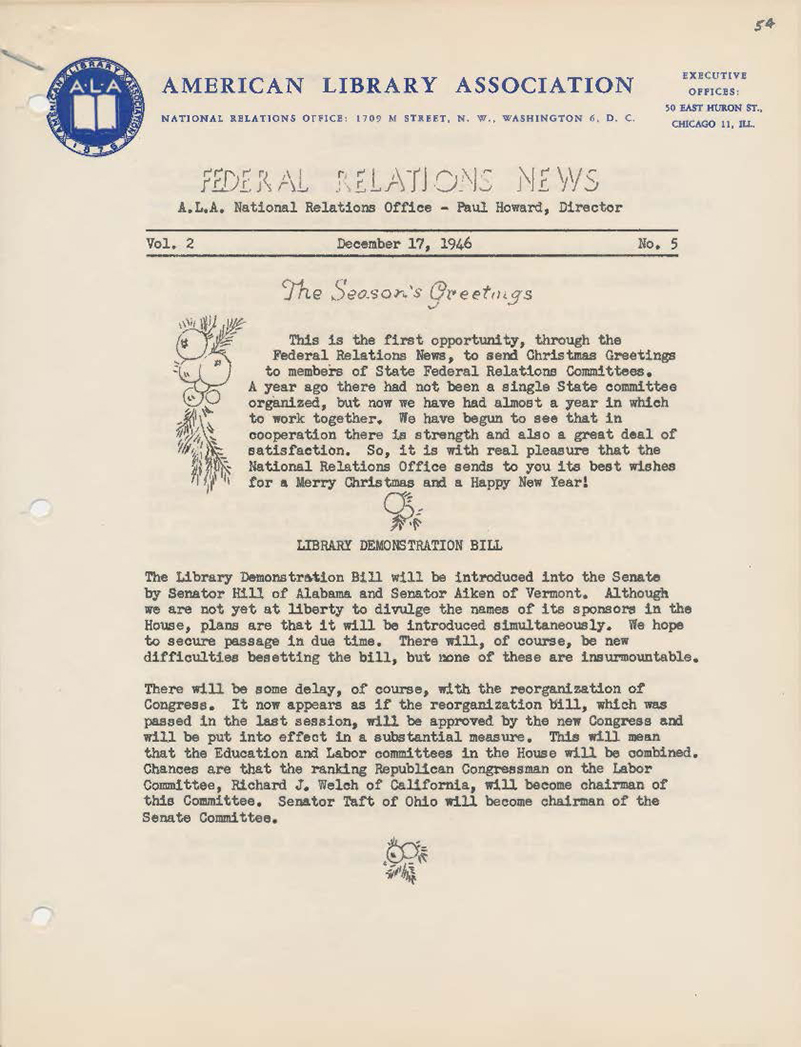 54
AMERICAN LIBRARY ASSOCIATION
A·L·A
AMERICAN LIBRARY ASSOCIATION
1876
NATIONAL RELATIONS OFFICE: 1709 M STREET, N. W., WASHINGTON 6, D. C.
EXECUTIVE
OFFICES:
50 EAST HURON ST.,
CHICAGO 11, ILL.
FEDERAL RELATIONS NEWS
A.L.A. National Relations Office - Paul Howard, Director
Vol. 2 December 17, 1946 No. 5
The Season's Greetings
This is the first opportunity, through the
Federal Relations News, to send Christmas Greetings
to members of State Federal Relations Committees.
A year ago there had not been a single State committee
organized, but now we have had almost a year in which
to work together. We have begun to see that in
cooperation there is strength and also a great deal of
satisfaction. So, it is with real pleasure that the
National Relations Office sends to you its best wishes
for a Merry Christmas and a Happy New Year!
LIBRARY DEMONSTRATION BILL
The Library Demonstration Bill will be introduced into the Senate
by Senator Hill of Alabama and Senator Aiken of Vermont. Although
we are not yet at liberty to divulge the names of its sponsors in the
House, plans are that it will be introduced simultaneously. We hope
to secure passage in due time. There will, of course, be new
difficulties besetting the bill, but none of these are insurmountable.
There will be some delay, of course, with the reorganization of
Congress. It now appears as if the reorganization bill, which was
passed in the last session, will be approved by the new Congress and
will be put into effect in a substantial measure. This will mean
that the Education and Labor committees in the House will be combined.
Chances are that the ranking Republican Congressman on the Labor
Committee, Richard J. Welch of California, will become chairman of
this Committee. Senator Taft of Ohio will become chairman of the
Senate Committee.